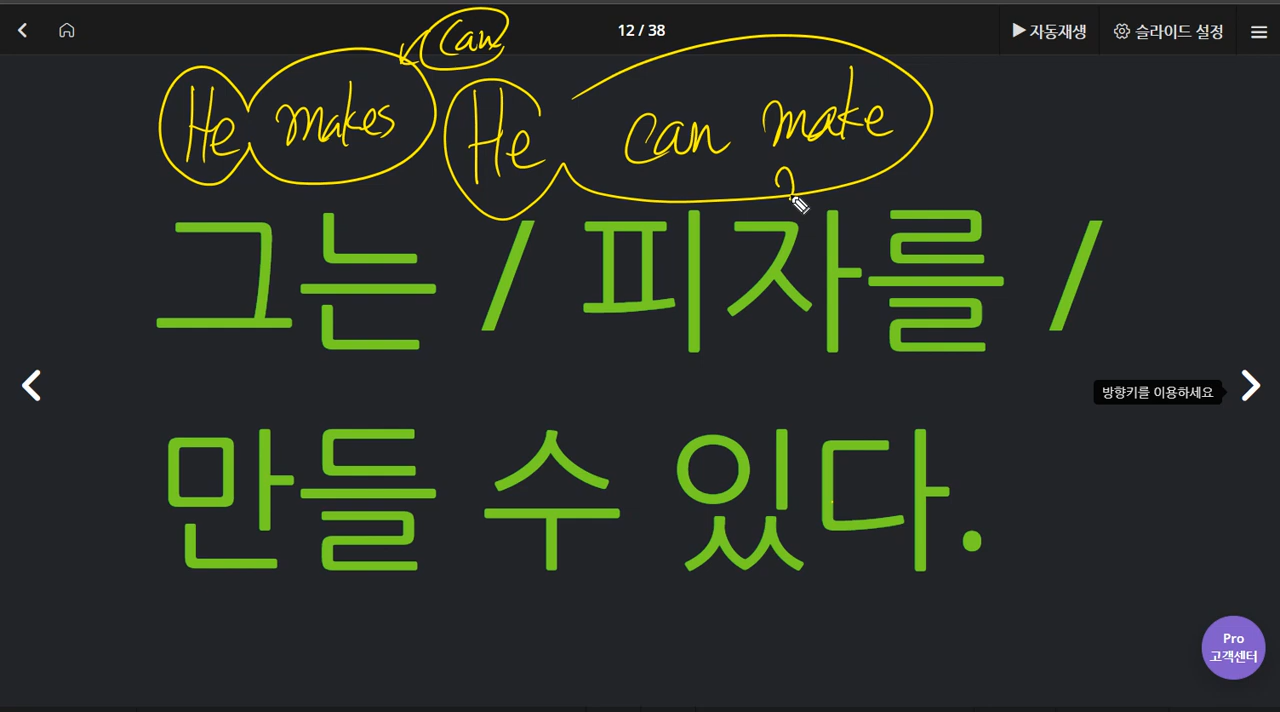 12 / 38
▶ 자동재생
슬라이드 설정
can
He makes
He can make
?
그는 / 피자를 /
방향키를 이용하세요
만들 수 있다.
Pro
고객센터